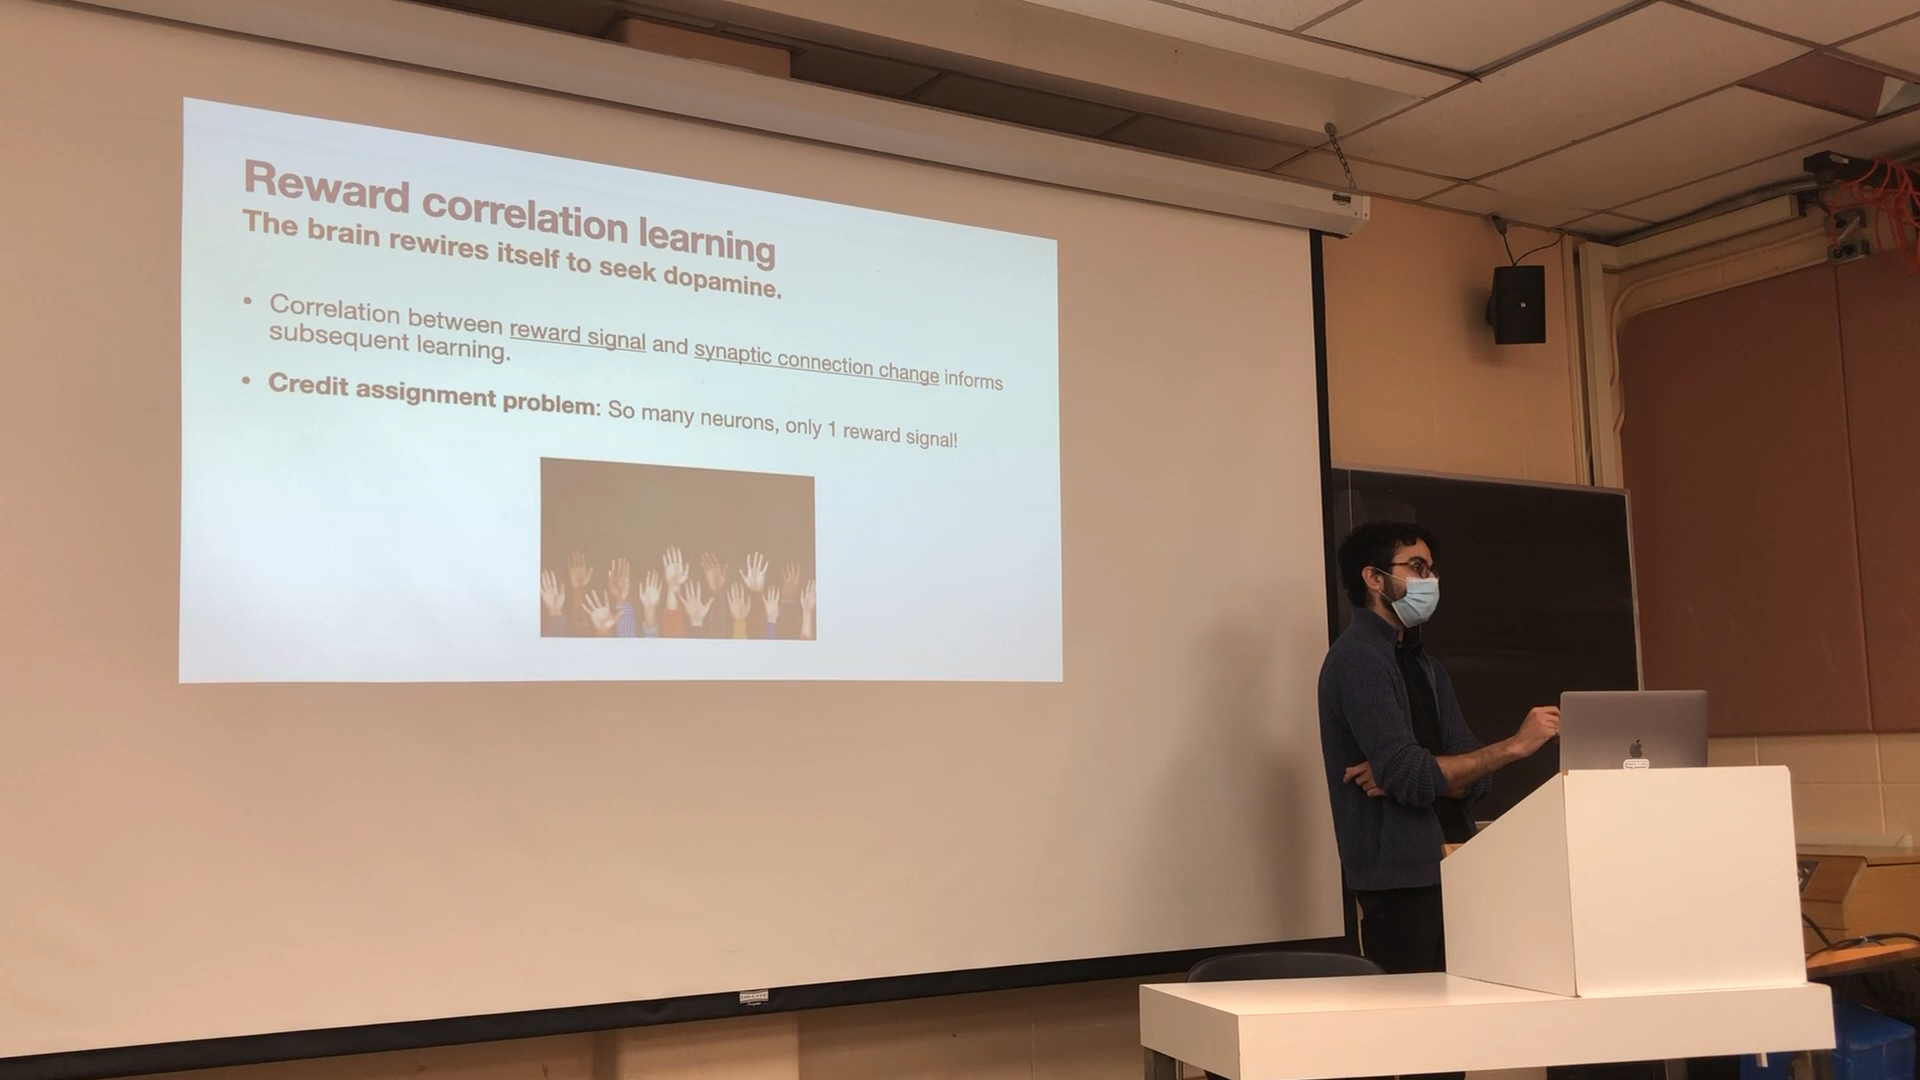 Reward correlation learning
The brain rewires itself to seek dopamine.
• Correlation between reward signal and synaptic connection change informs
subsequent learning.
• Credit assignment problem: So many neurons, only 1 reward signal!